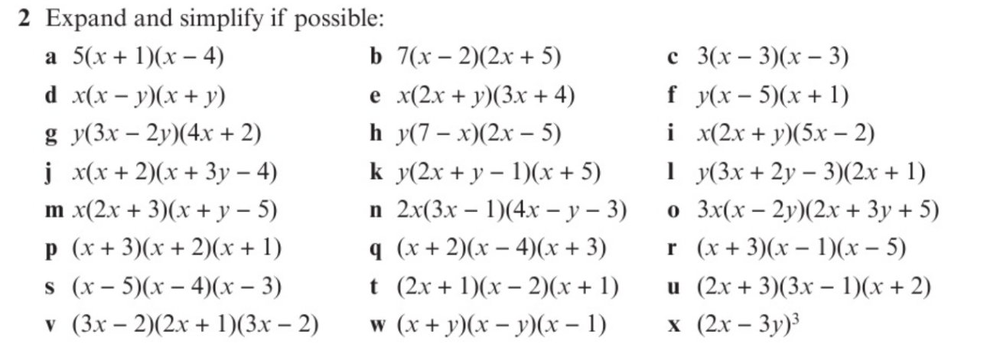 2 Expand and simplify if possible:
a 5(x + 1)(x – 4) b 7(x – 2)(2x + 5) c 3(x – 3)(x – 3)
d x(x – y)(x + y) e x(2x + y)(3x + 4) f y(x – 5)(x + 1)
g y(3x – 2y)(4x + 2) h y(7 – x)(2x – 5) i x(2x + y)(5x – 2)
j x(x + 2)(x + 3y – 4) k y(2x + y – 1)(x + 5) l y(3x + 2y – 3)(2x + 1)
m x(2x + 3)(x + y – 5) n 2x(3x – 1)(4x – y – 3) o 3x(x – 2y)(2x + 3y + 5)
p (x + 3)(x + 2)(x + 1) q (x + 2)(x – 4)(x + 3) r (x + 3)(x – 1)(x – 5)
s (x – 5)(x – 4)(x – 3) t (2x + 1)(x – 2)(x + 1) u (2x + 3)(3x – 1)(x + 2)
v (3x – 2)(2x + 1)(3x – 2) w (x + y)(x – y)(x – 1) x (2x – 3y)³